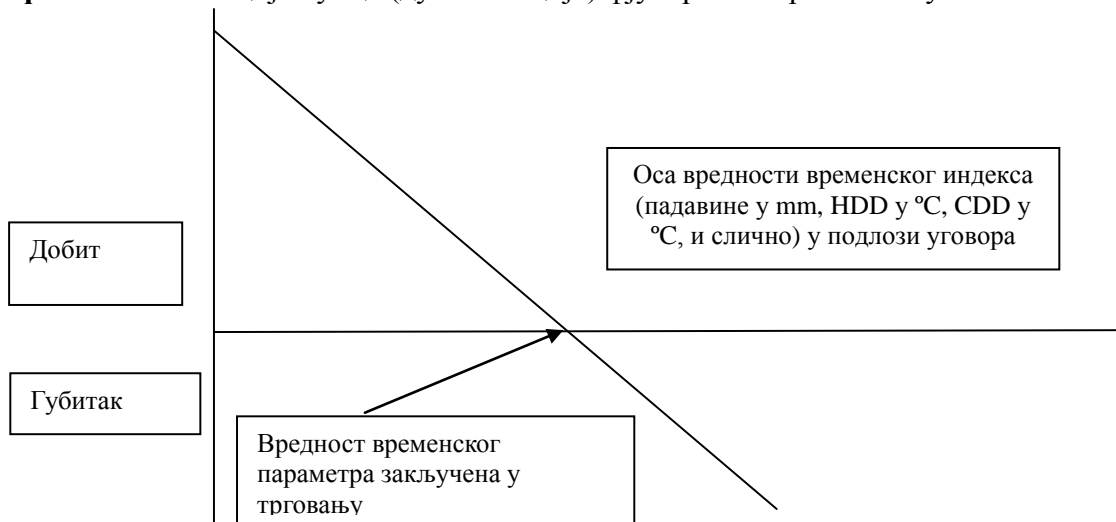 Добит
Губитак
Оса вредности временског индекса
(падавине у mm, HDD у ºC, CDD у
ºC, и слично) у подлози уговора
Вредност временског
параметра закључена у
трговању